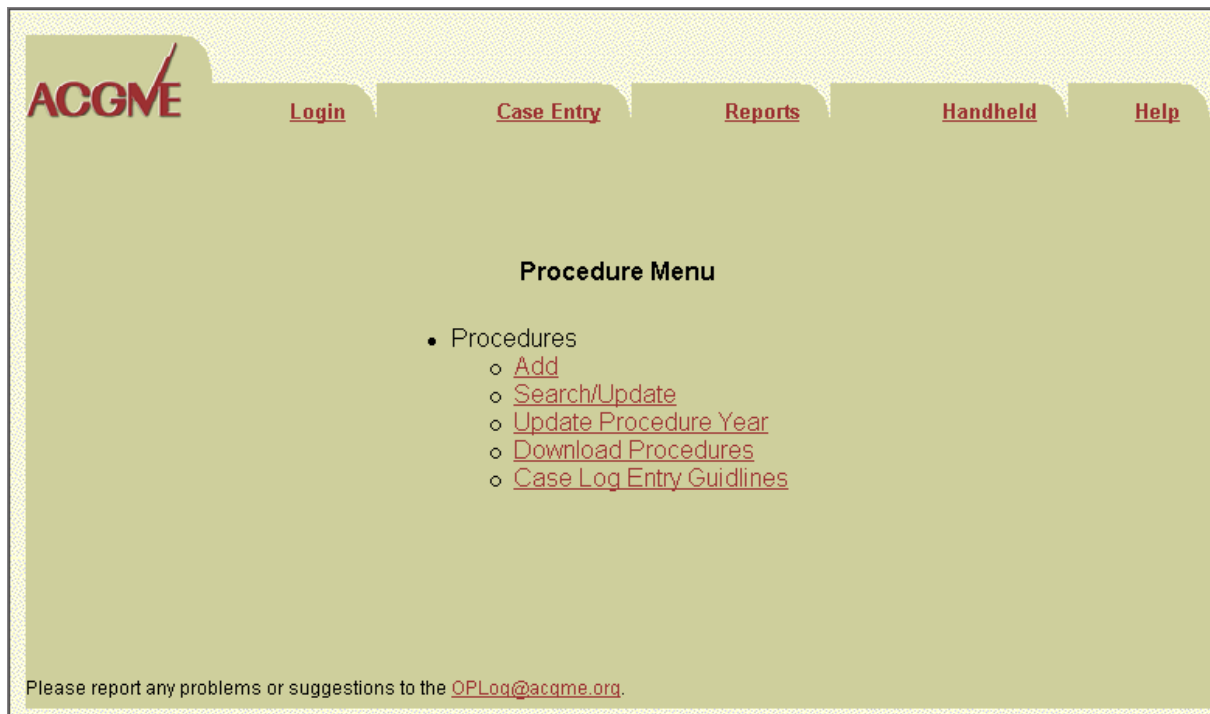 ACGME
Login Case Entry Reports Handheld Help
Procedure Menu
Procedures
Add
Search/Update
Update Procedure Year
Download Procedures
Case Log Entry Guidlines
Please report any problems or suggestions to the OPLog@acgme.org.